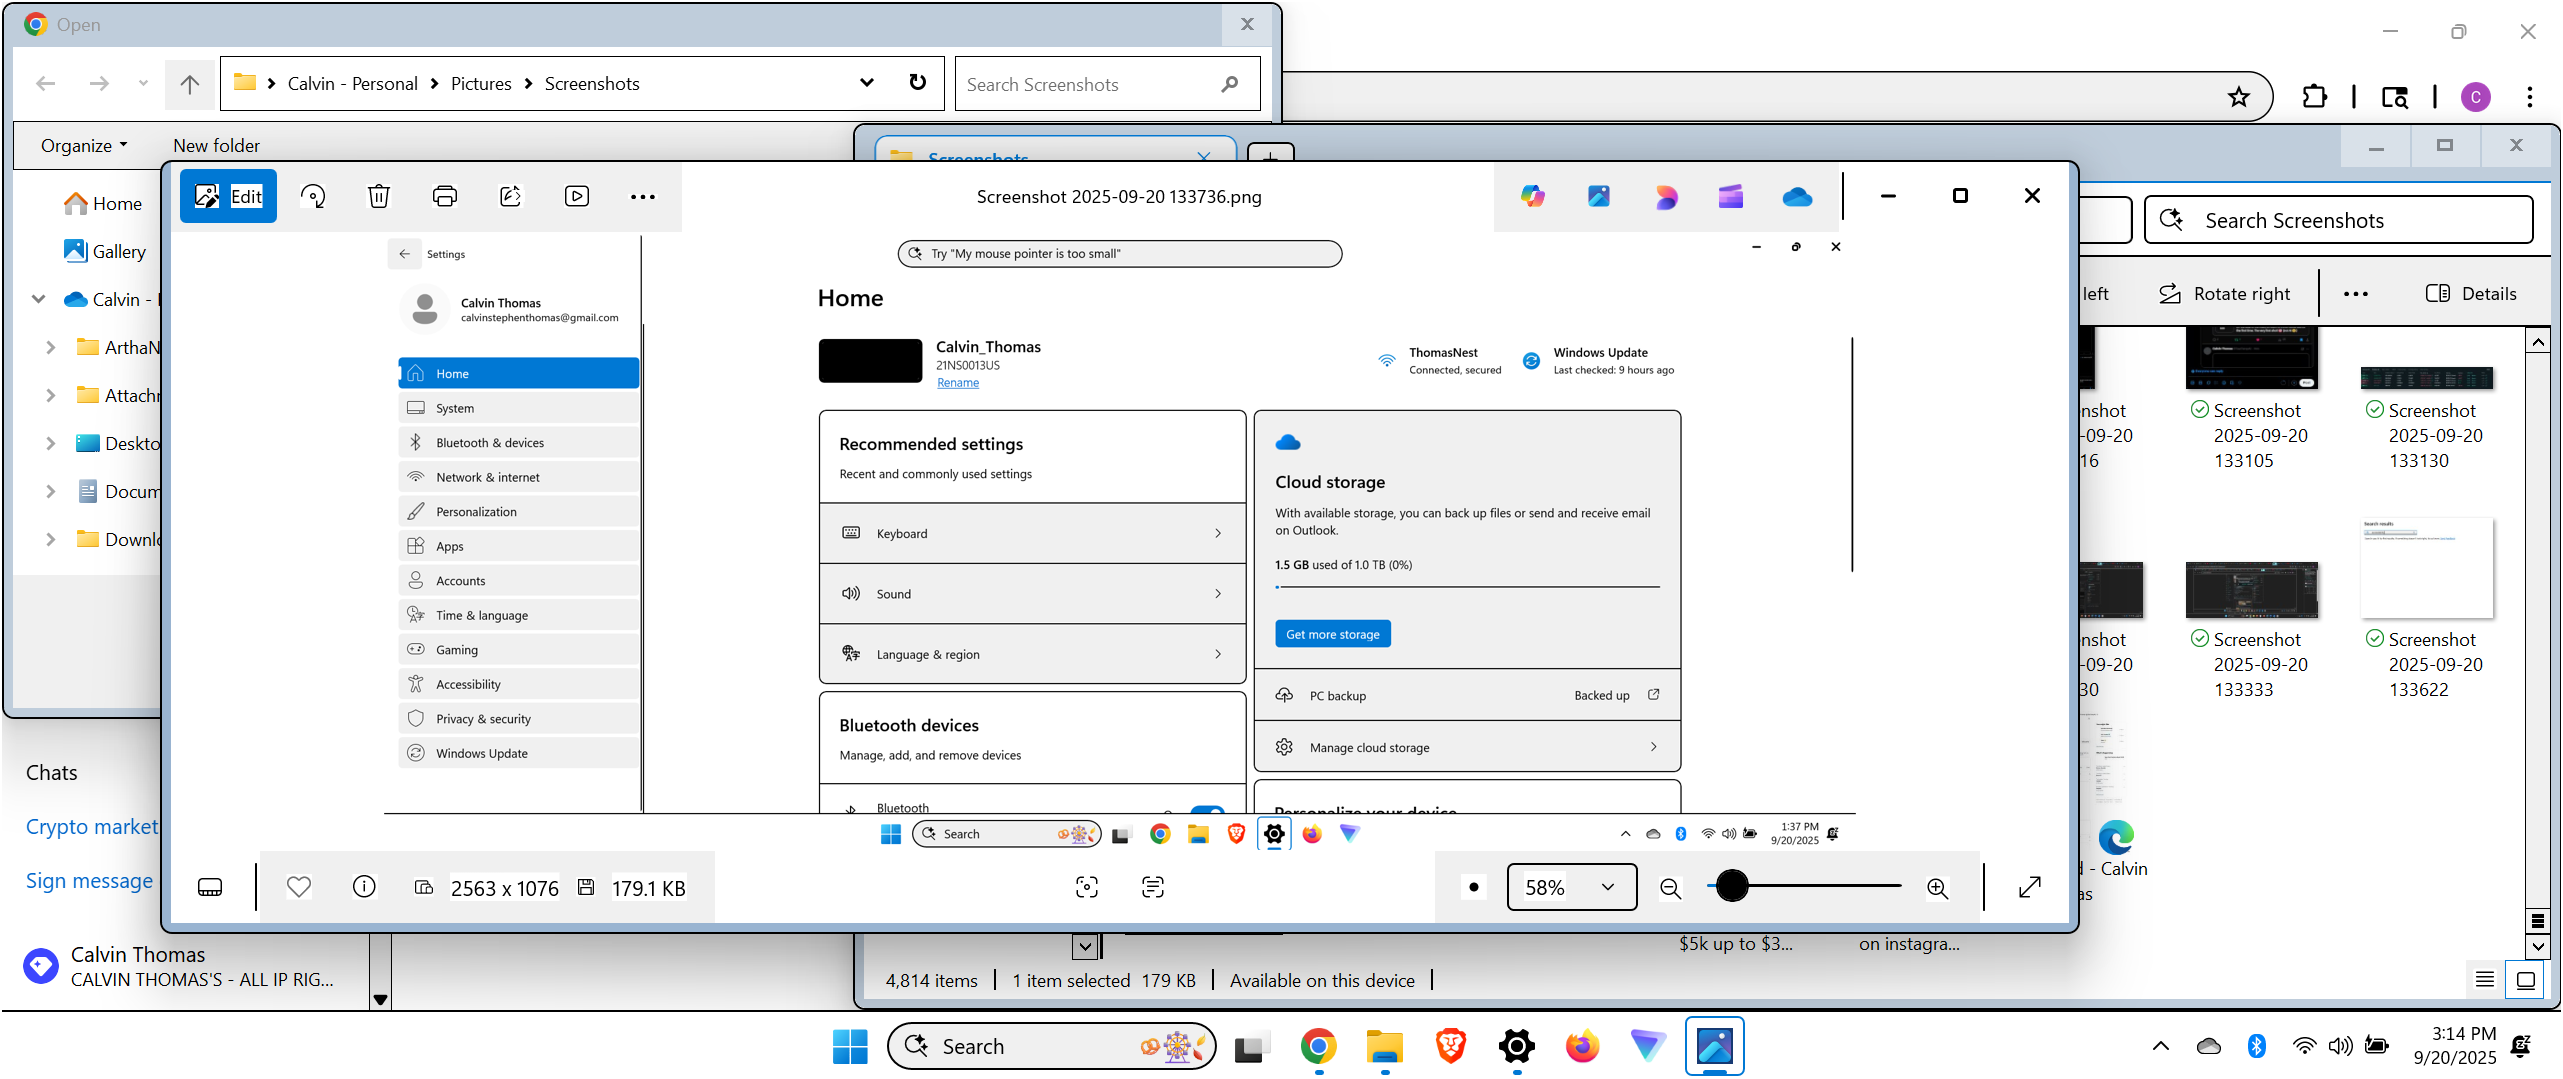 Open
Calvin - Personal
Pictures
Screenshots
Search Screenshots
C
Organize
New folder
Screenshots
Home
Gallery
Calvin -
ArthaN
Attachm
Deskto
Docum
Downlo
Edit
Screenshot 2025-09-20 133736.png
Settings
Try "My mouse pointer is too small"
Calvin Thomas
calvinstephenthomas@gmail.com
Home
System
Bluetooth & devices
Network & internet
Personalization
Apps
Accounts
Time & language
Gaming
Accessibility
Privacy & security
Windows Update
Home
Calvin_Thomas
21NS0013US
Rename
ThomasNest
Connected, secured
Windows Update
Last checked: 9 hours ago
Recommended settings
Recent and commonly used settings
Keyboard
Sound
Language & region
Bluetooth devices
Manage, add, and remove devices
Bluetooth
Cloud storage
With available storage, you can back up files or send and receive email
on Outlook.
1.5 GB used of 1.0 TB (0%)
Get more storage
PC backup
Backed up
Manage cloud storage
Personalize your device
Search
1:37 PM
9/20/2025
2563 x 1076
179.1 KB
58%
Search Screenshots
left
Rotate right
Details
nshot
-09-20
16
Screenshot
2025-09-20
133105
Screenshot
2025-09-20
133130
Search results
nshot
-09-20
30
Screenshot
2025-09-20
133333
Screenshot
2025-09-20
133622
d - Calvin
as
$5k up to $3...
on instagra...
4,814 items
1 item selected 179 KB
Available on this device
Chats
Crypto market
Sign message
Calvin Thomas
CALVIN THOMAS'S - ALL IP RIG...
Search
3:14 PM
9/20/2025